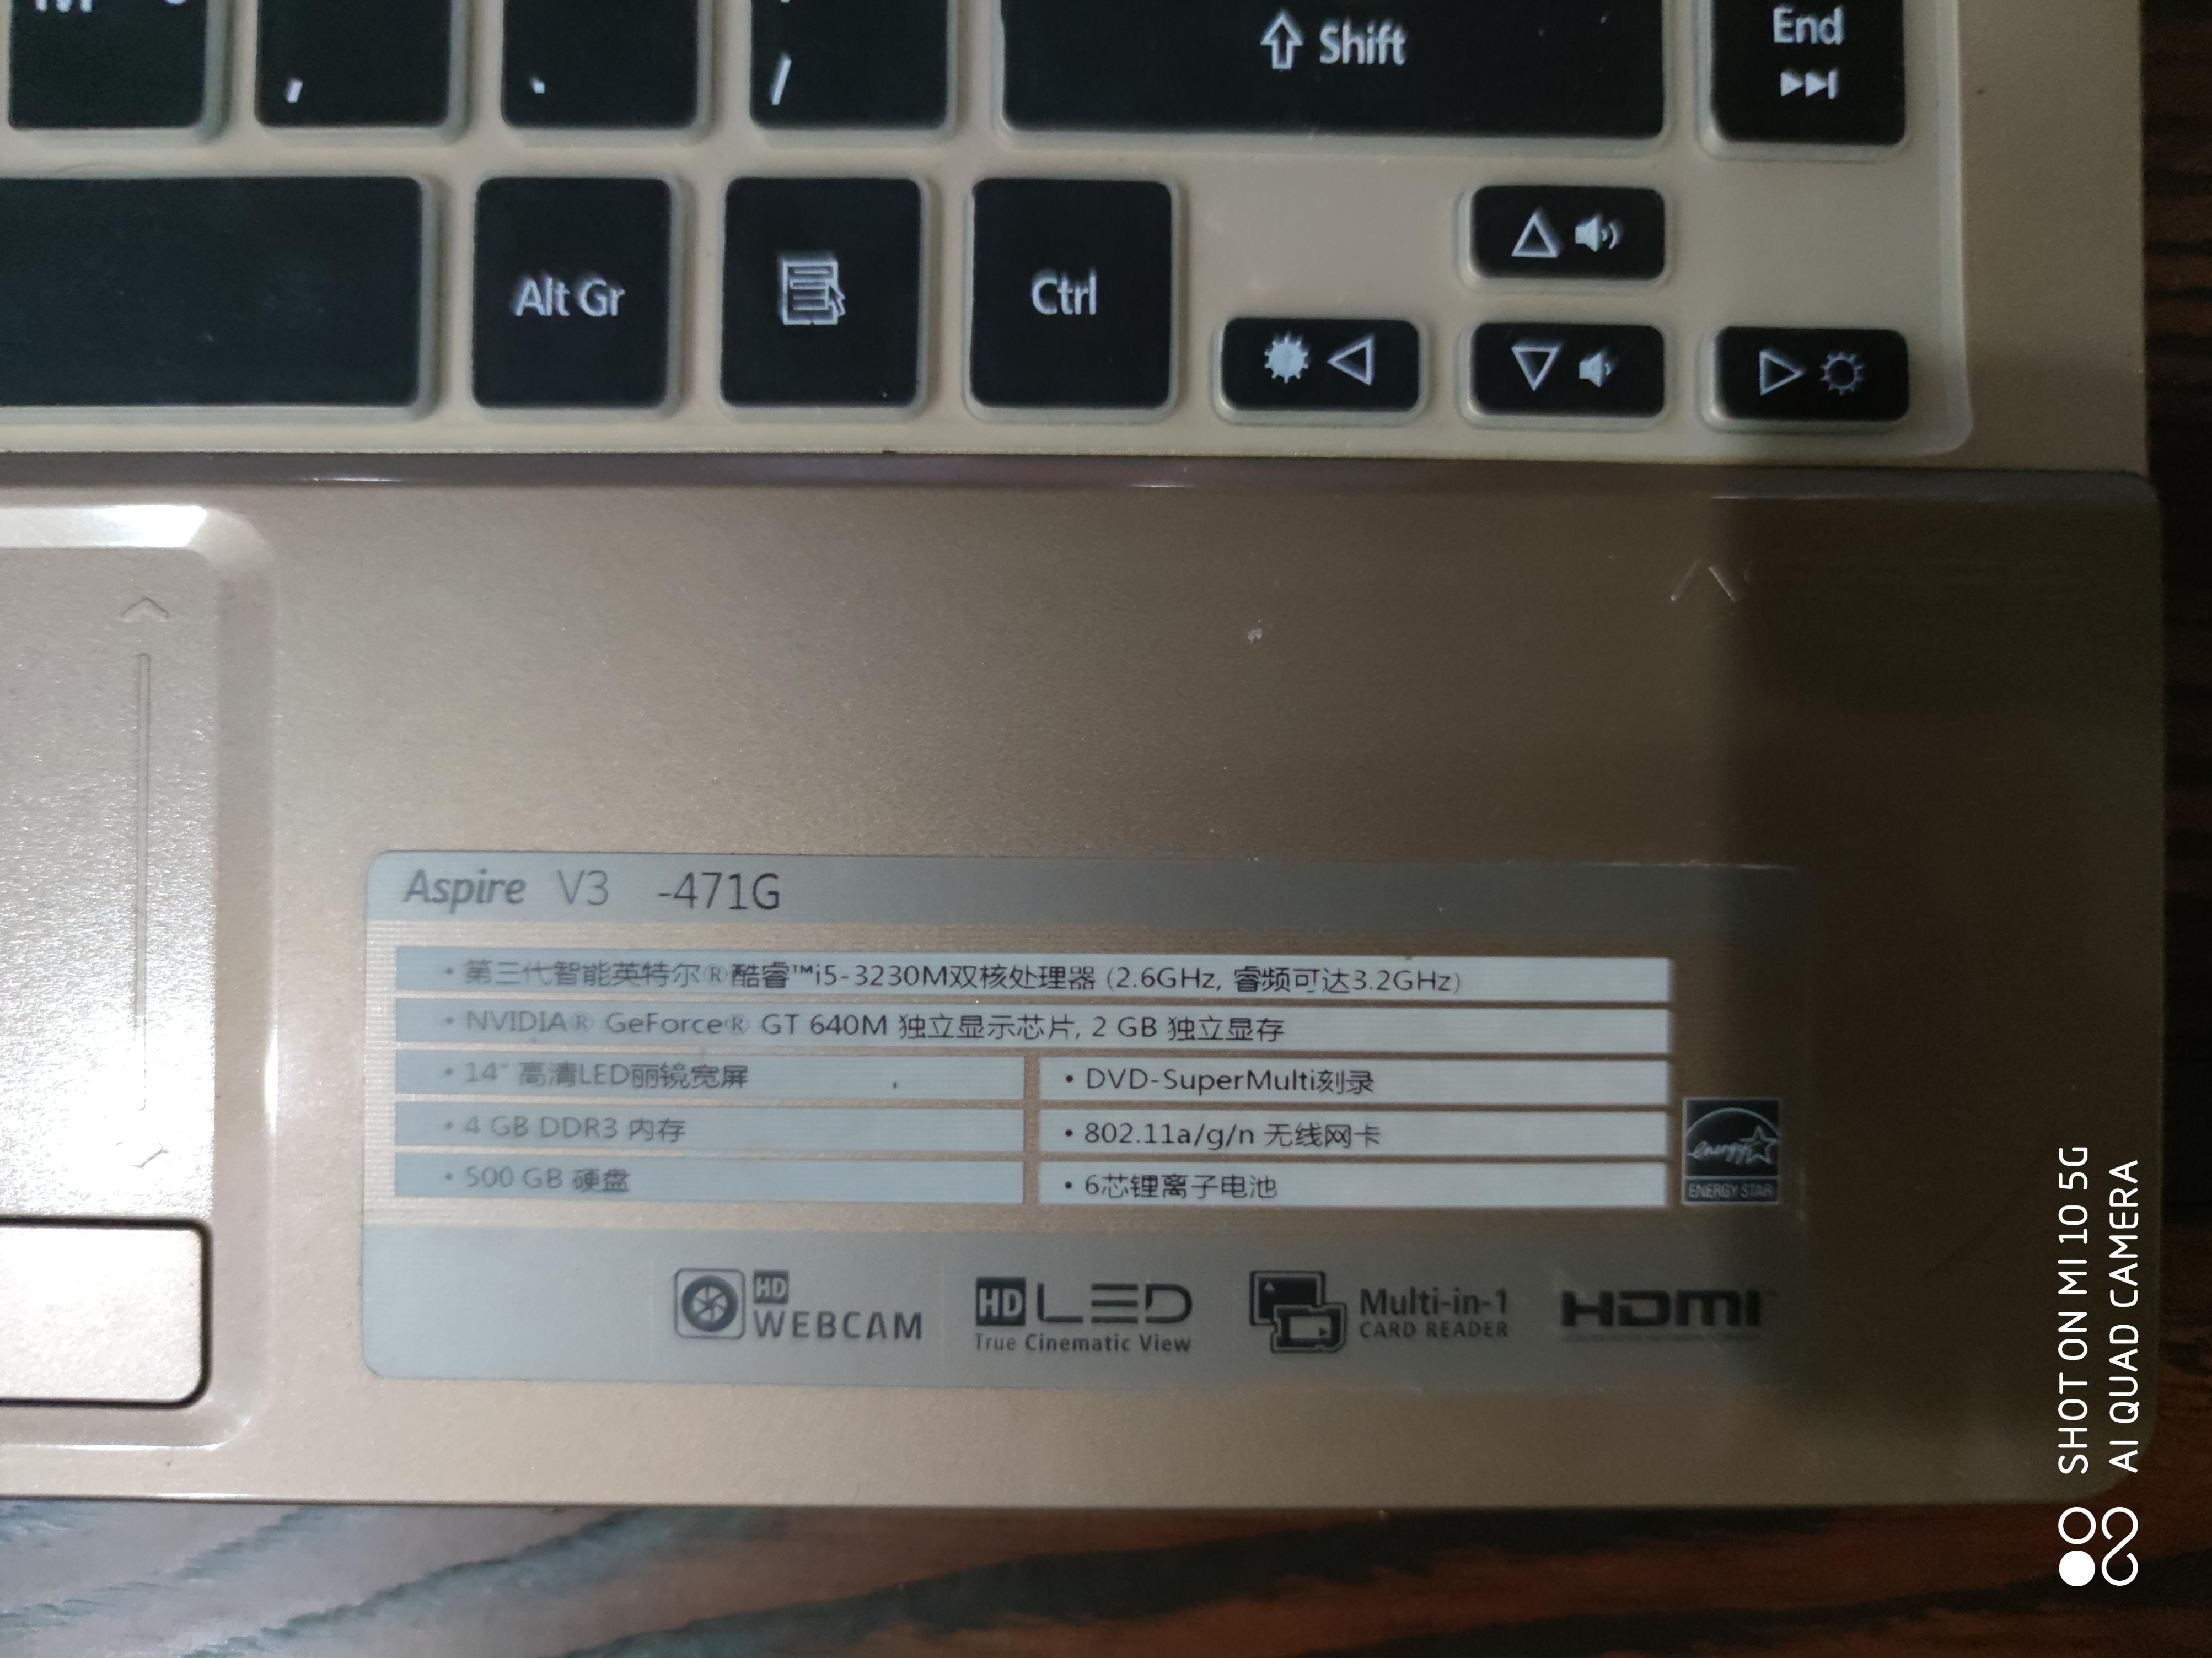 ⇧ Shift
End
Alt Gr
Ctrl
Aspire V3 -471G
• 第三代智能英特尔®酷睿™i5-3230M双核处理器 (2.6GHz, 睿频可达3.2GHz)
• NVIDIA® GeForce® GT 640M 独立显示芯片, 2 GB 独立显存
• 14" 高清LED丽镜宽屏
• DVD-SuperMulti刻录
• 4 GB DDR3 内存
• 802.11a/g/n 无线网卡
• 500 GB 硬盘
• 6芯锂离子电池
energy
ENERGY STAR
HD WEBCAM
HD LED
True Cinematic View
Multi-in-1
CARD READER
HDMI
SHOT ON MI 10 5G
AI QUAD CAMERA